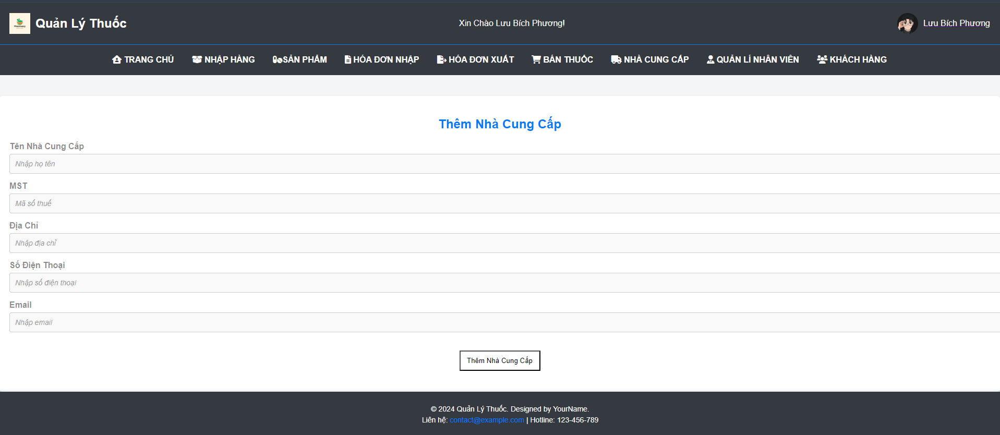 Pharmacy
Quản Lý Thuốc
Xin Chào Lưu Bích Phương!
Lưu Bích Phương
TRANG CHỦ NHẬP HÀNG SẢN PHẨM HÓA ĐƠN NHẬP HÓA ĐƠN XUẤT BÁN THUỐC NHÀ CUNG CẤP QUẢN LÍ NHÂN VIÊN KHÁCH HÀNG
Thêm Nhà Cung Cấp
Tên Nhà Cung Cấp
Nhập họ tên
MST
Mã số thuế
Địa Chỉ
Nhập địa chỉ
Số Điện Thoại
Nhập số điện thoại
Email
Nhập email
Thêm Nhà Cung Cấp
© 2024 Quản Lý Thuốc. Designed by YourName.
Liên hệ: contact@example.com | Hotline: 123-456-789